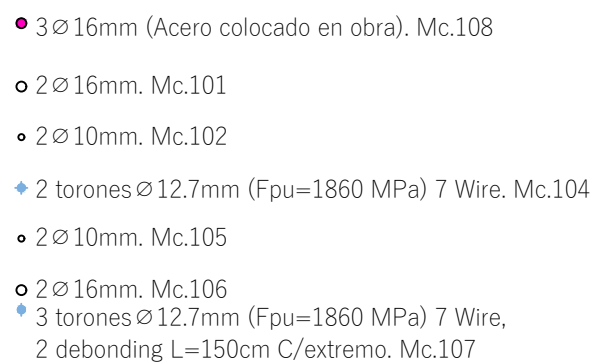 3∅16mm (Acero colocado en obra). Mc.108
2∅16mm. Mc.101
2∅10mm. Mc.102
2 torones∅12.7mm (Fpu=1860 MPa) 7 Wire. Mc.104
2∅10mm. Mc.105
2∅16mm. Mc.106
3 torones∅12.7mm (Fpu=1860 MPa) 7 Wire,
2 debonding L=150cm C/extremo. Mc.107